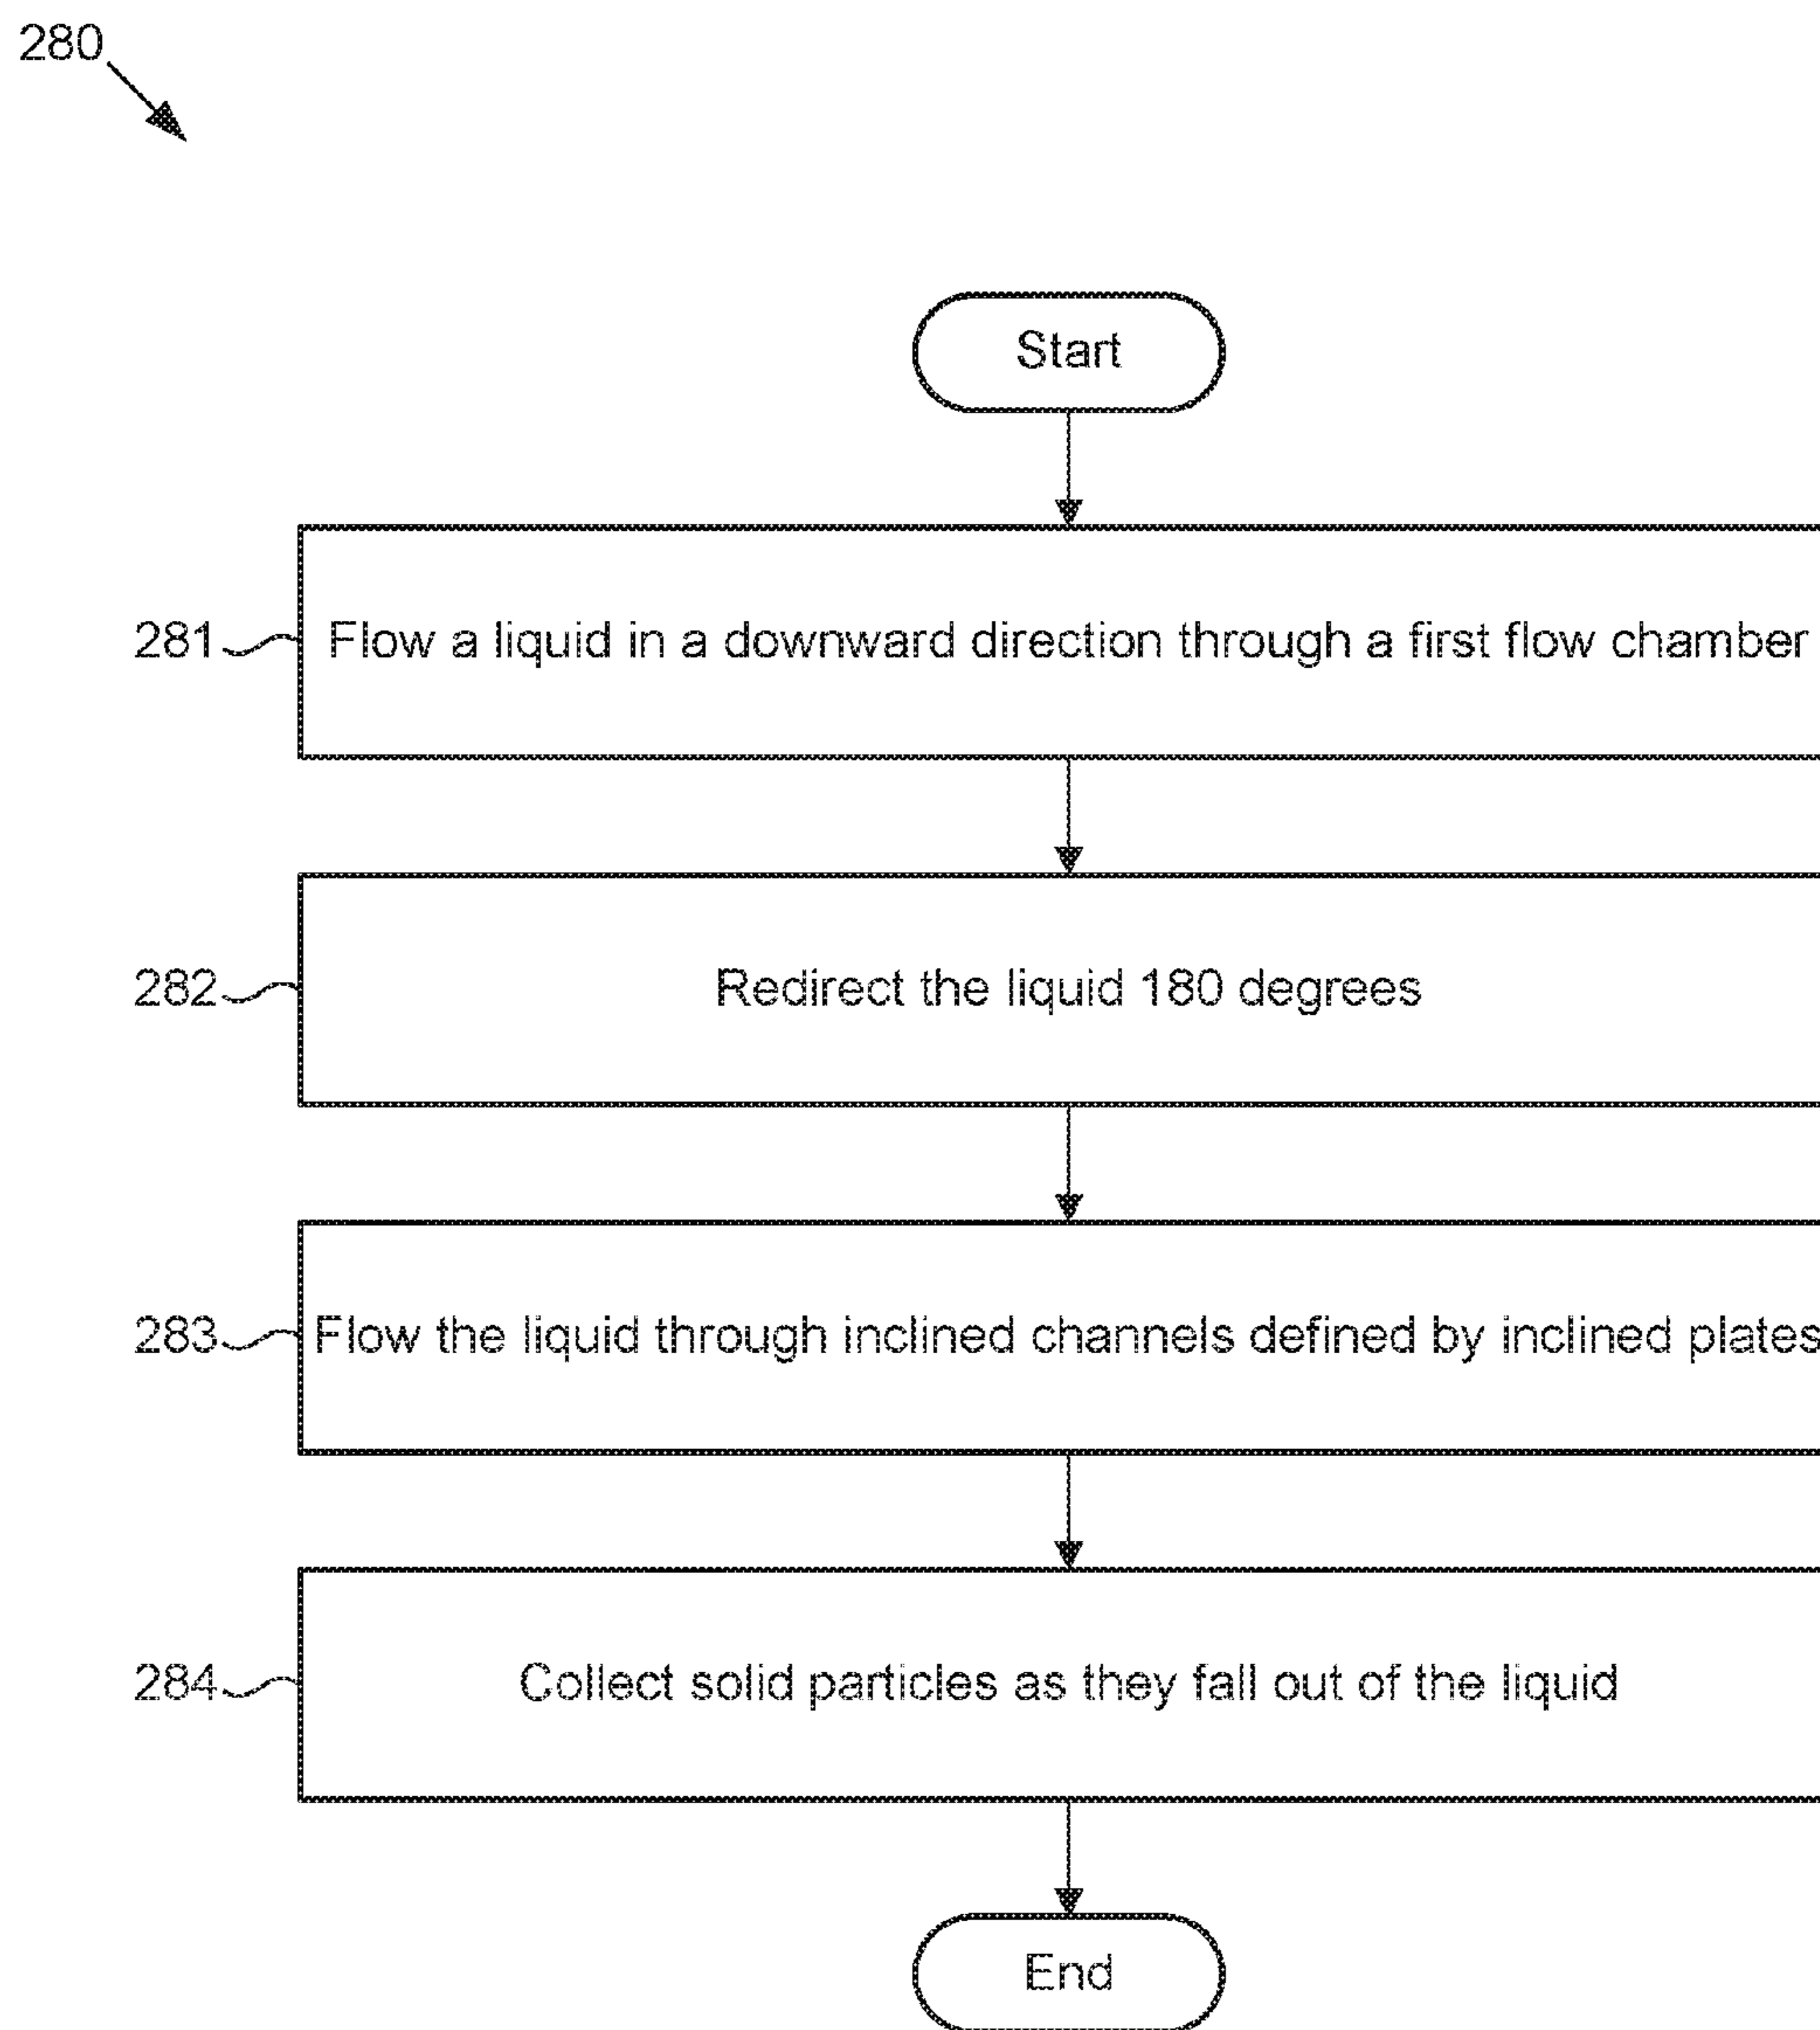 280
Start
281 Flow a liquid in a downward direction through a first flow chamber
282 Redirect the liquid 180 degrees
283 Flow the liquid through inclined channels defined by inclined plates
284 Collect solid particles as they fall out of the liquid
End